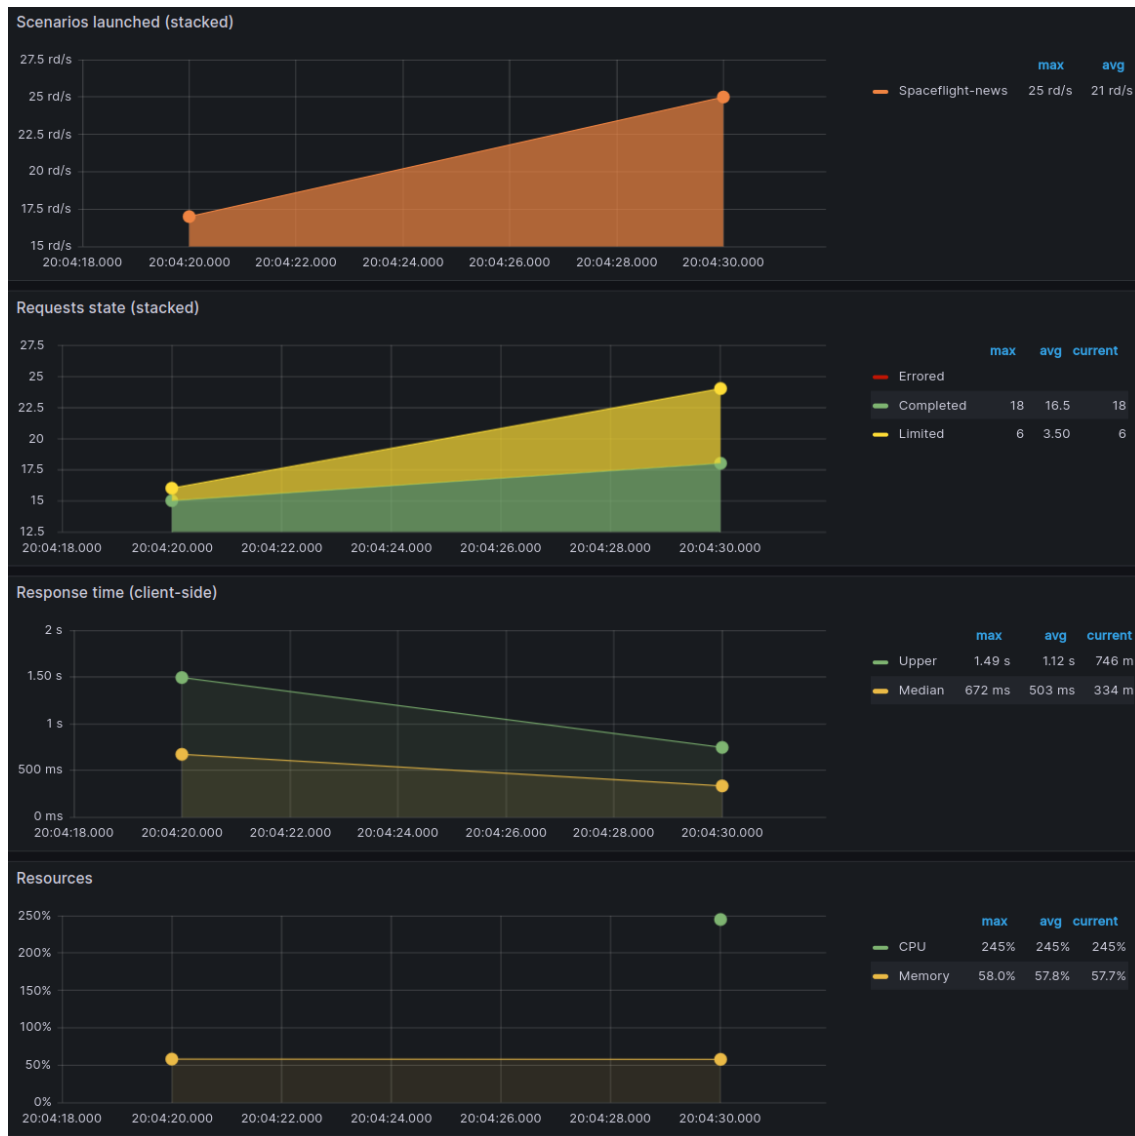 Scenarios launched (stacked)
27.5 rd/s
25 rd/s
22.5 rd/s
20 rd/s
17.5 rd/s
15 rd/s
20:04:18.000 20:04:20.000 20:04:22.000 20:04:24.000 20:04:26.000 20:04:28.000 20:04:30.000
max avg
Spaceflight-news 25 rd/s 21 rd/s
Requests state (stacked)
27.5
25
22.5
20
17.5
15
12.5
20:04:18.000 20:04:20.000 20:04:22.000 20:04:24.000 20:04:26.000 20:04:28.000 20:04:30.000
max avg current
Errored
Completed 18 16.5 18
Limited 6 3.50 6
Response time (client-side)
2 s
1.50 s
1 s
500 ms
0 ms
20:04:18.000 20:04:20.000 20:04:22.000 20:04:24.000 20:04:26.000 20:04:28.000 20:04:30.000
max avg current
Upper 1.49 s 1.12 s 746 m
Median 672 ms 503 ms 334 m
Resources
250%
200%
150%
100%
50%
0%
20:04:18.000 20:04:20.000 20:04:22.000 20:04:24.000 20:04:26.000 20:04:28.000 20:04:30.000
max avg current
CPU 245% 245% 245%
Memory 58.0% 57.8% 57.7%